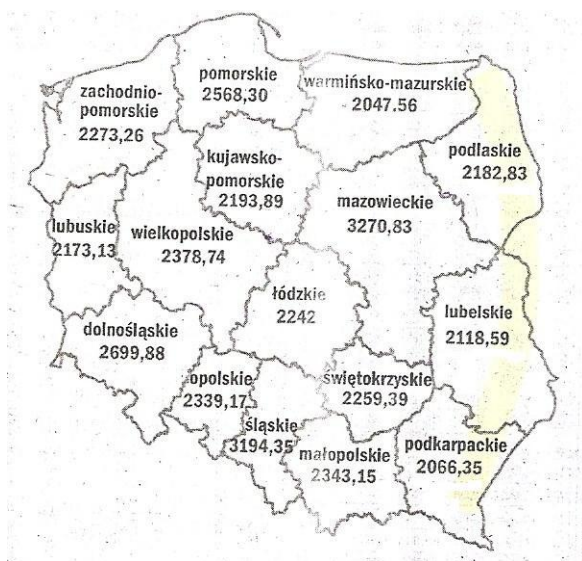 pomorskie
2568,30
warmińsko-mazurskie
2047.56
zachodnio-
pomorskie
2273,26
podlaskie
2182,83
kujawsko-
pomorskie
2193,89
mazowieckie
3270,83
lubuskie
2173,13
wielkopolskie
2378,74
łódzkie
2242
lubelskie
2118,59
dolnośląskie
2699,88
opolskie
2339,17
świętokrzyskie
2259,39
śląskie
3194,35
małopolskie
2343,15
podkarpackie
2066,35